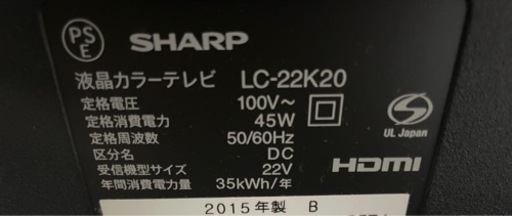 PS
E
SHARP
液晶カラーテレビ LC-22K20
定格電圧 100V～
定格消費電力 45W
定格周波数 50/60Hz
区分名 DC
受信機型サイズ 22V
年間消費電力量 35kWh/年
S
UL Japan
HDMI
2015年製 B